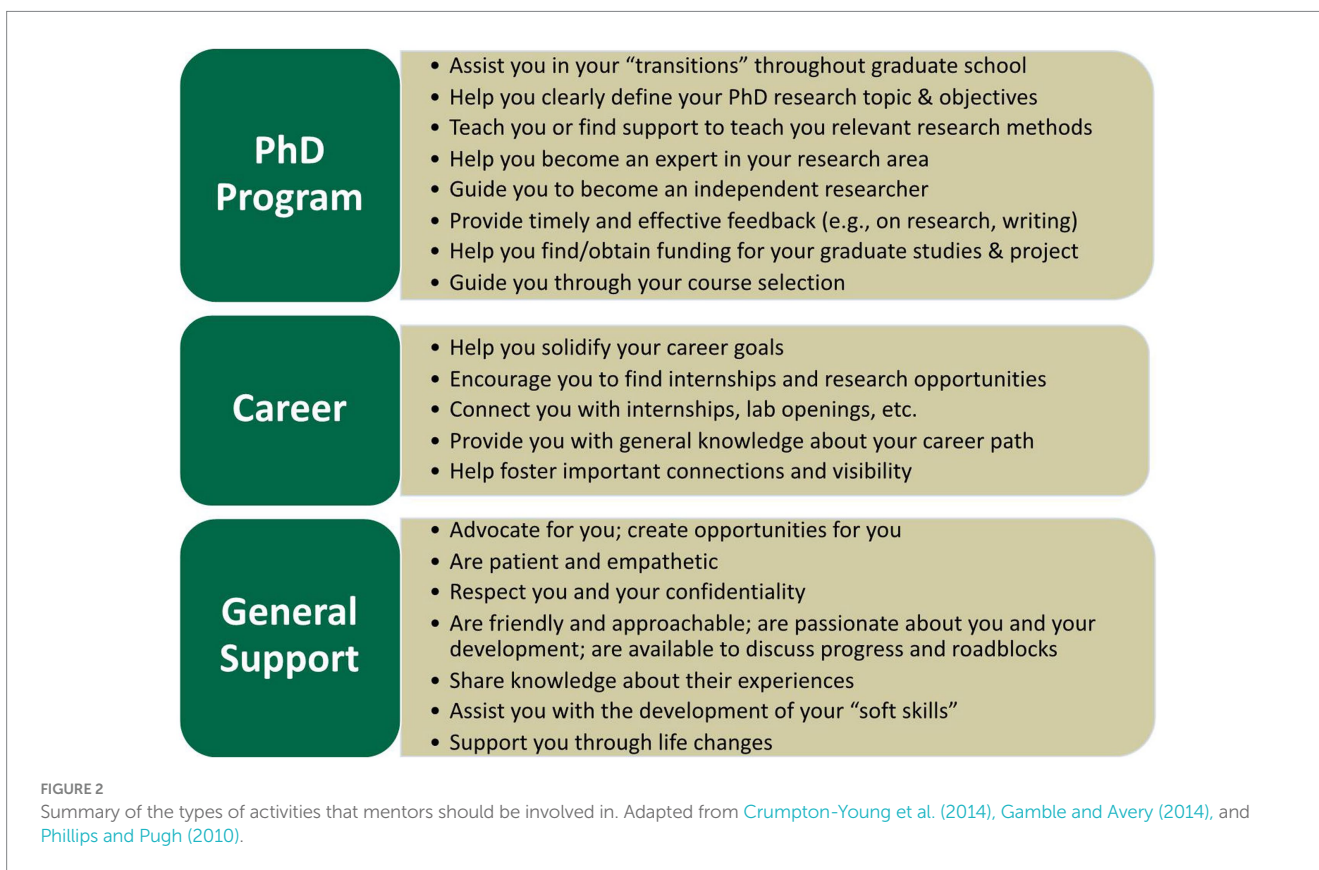 PhD
Program
• Assist you in your “transitions” throughout graduate school
• Help you clearly define your PhD research topic & objectives
• Teach you or find support to teach you relevant research methods
• Help you become an expert in your research area
• Guide you to become an independent researcher
• Provide timely and effective feedback (e.g., on research, writing)
• Help you find/obtain funding for your graduate studies & project
• Guide you through your course selection
Career
• Help you solidify your career goals
• Encourage you to find internships and research opportunities
• Connect you with internships, lab openings, etc.
• Provide you with general knowledge about your career path
• Help foster important connections and visibility
General
Support
• Advocate for you; create opportunities for you
• Are patient and empathetic
• Respect you and your confidentiality
• Are friendly and approachable; are passionate about you and your
development; are available to discuss progress and roadblocks
• Share knowledge about their experiences
• Assist you with the development of your “soft skills”
• Support you through life changes
FIGURE 2
Summary of the types of activities that mentors should be involved in. Adapted from Crumpton-Young et al. (2014), Gamble and Avery (2014), and
Phillips and Pugh (2010).